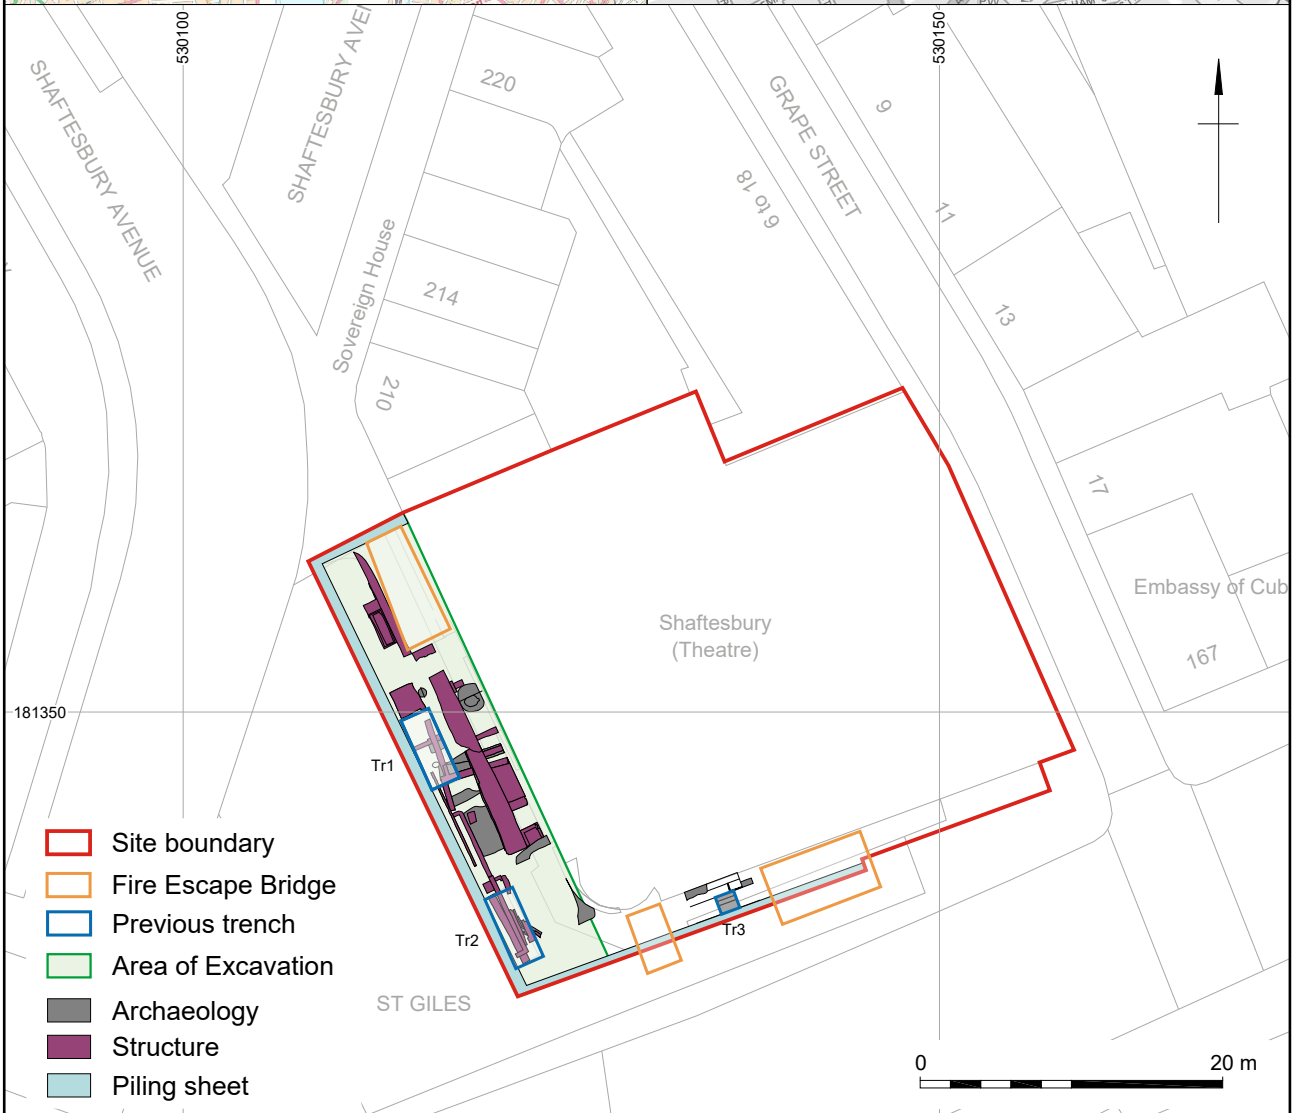 530100
530150
SHAFTESBURY AVENUE
SHAFTESBURY AVE
220
GRAPE STREET
9
9 to 18
11
Sovereign House
214
13
210
17
Embassy of Cub
Shaftesbury
(Theatre)
167
181350
Tr1
Tr2
Tr3
ST GILES
Site boundary
Fire Escape Bridge
Previous trench
Area of Excavation
Archaeology
Structure
Piling sheet
0 20 m